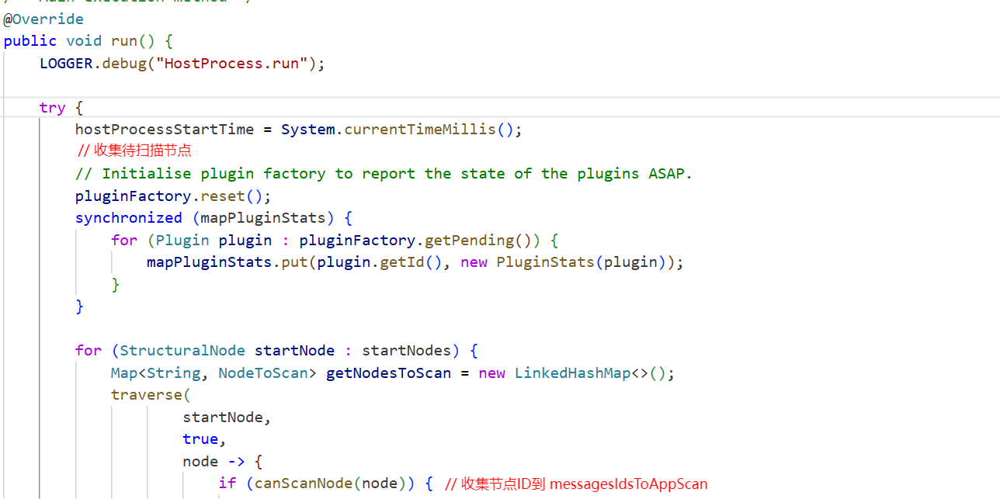 @Override
public void run() {
LOGGER.debug("HostProcess.run");
try {
hostProcessStartTime = System.currentTimeMillis();
// 收集待扫描节点
// Initialise plugin factory to report the state of the plugins ASAP.
pluginFactory.reset();
synchronized (mapPluginStats) {
for (Plugin plugin : pluginFactory.getPending()) {
mapPluginStats.put(plugin.getId(), new PluginStats(plugin));
}
}
for (StructuralNode startNode : startNodes) {
Map<String, NodeToScan> getNodesToScan = new LinkedHashMap<>();
traverse(
startNode,
true,
node -> {
if (canScanNode(node)) { // 收集节点ID到 messagesIdsToAppScan